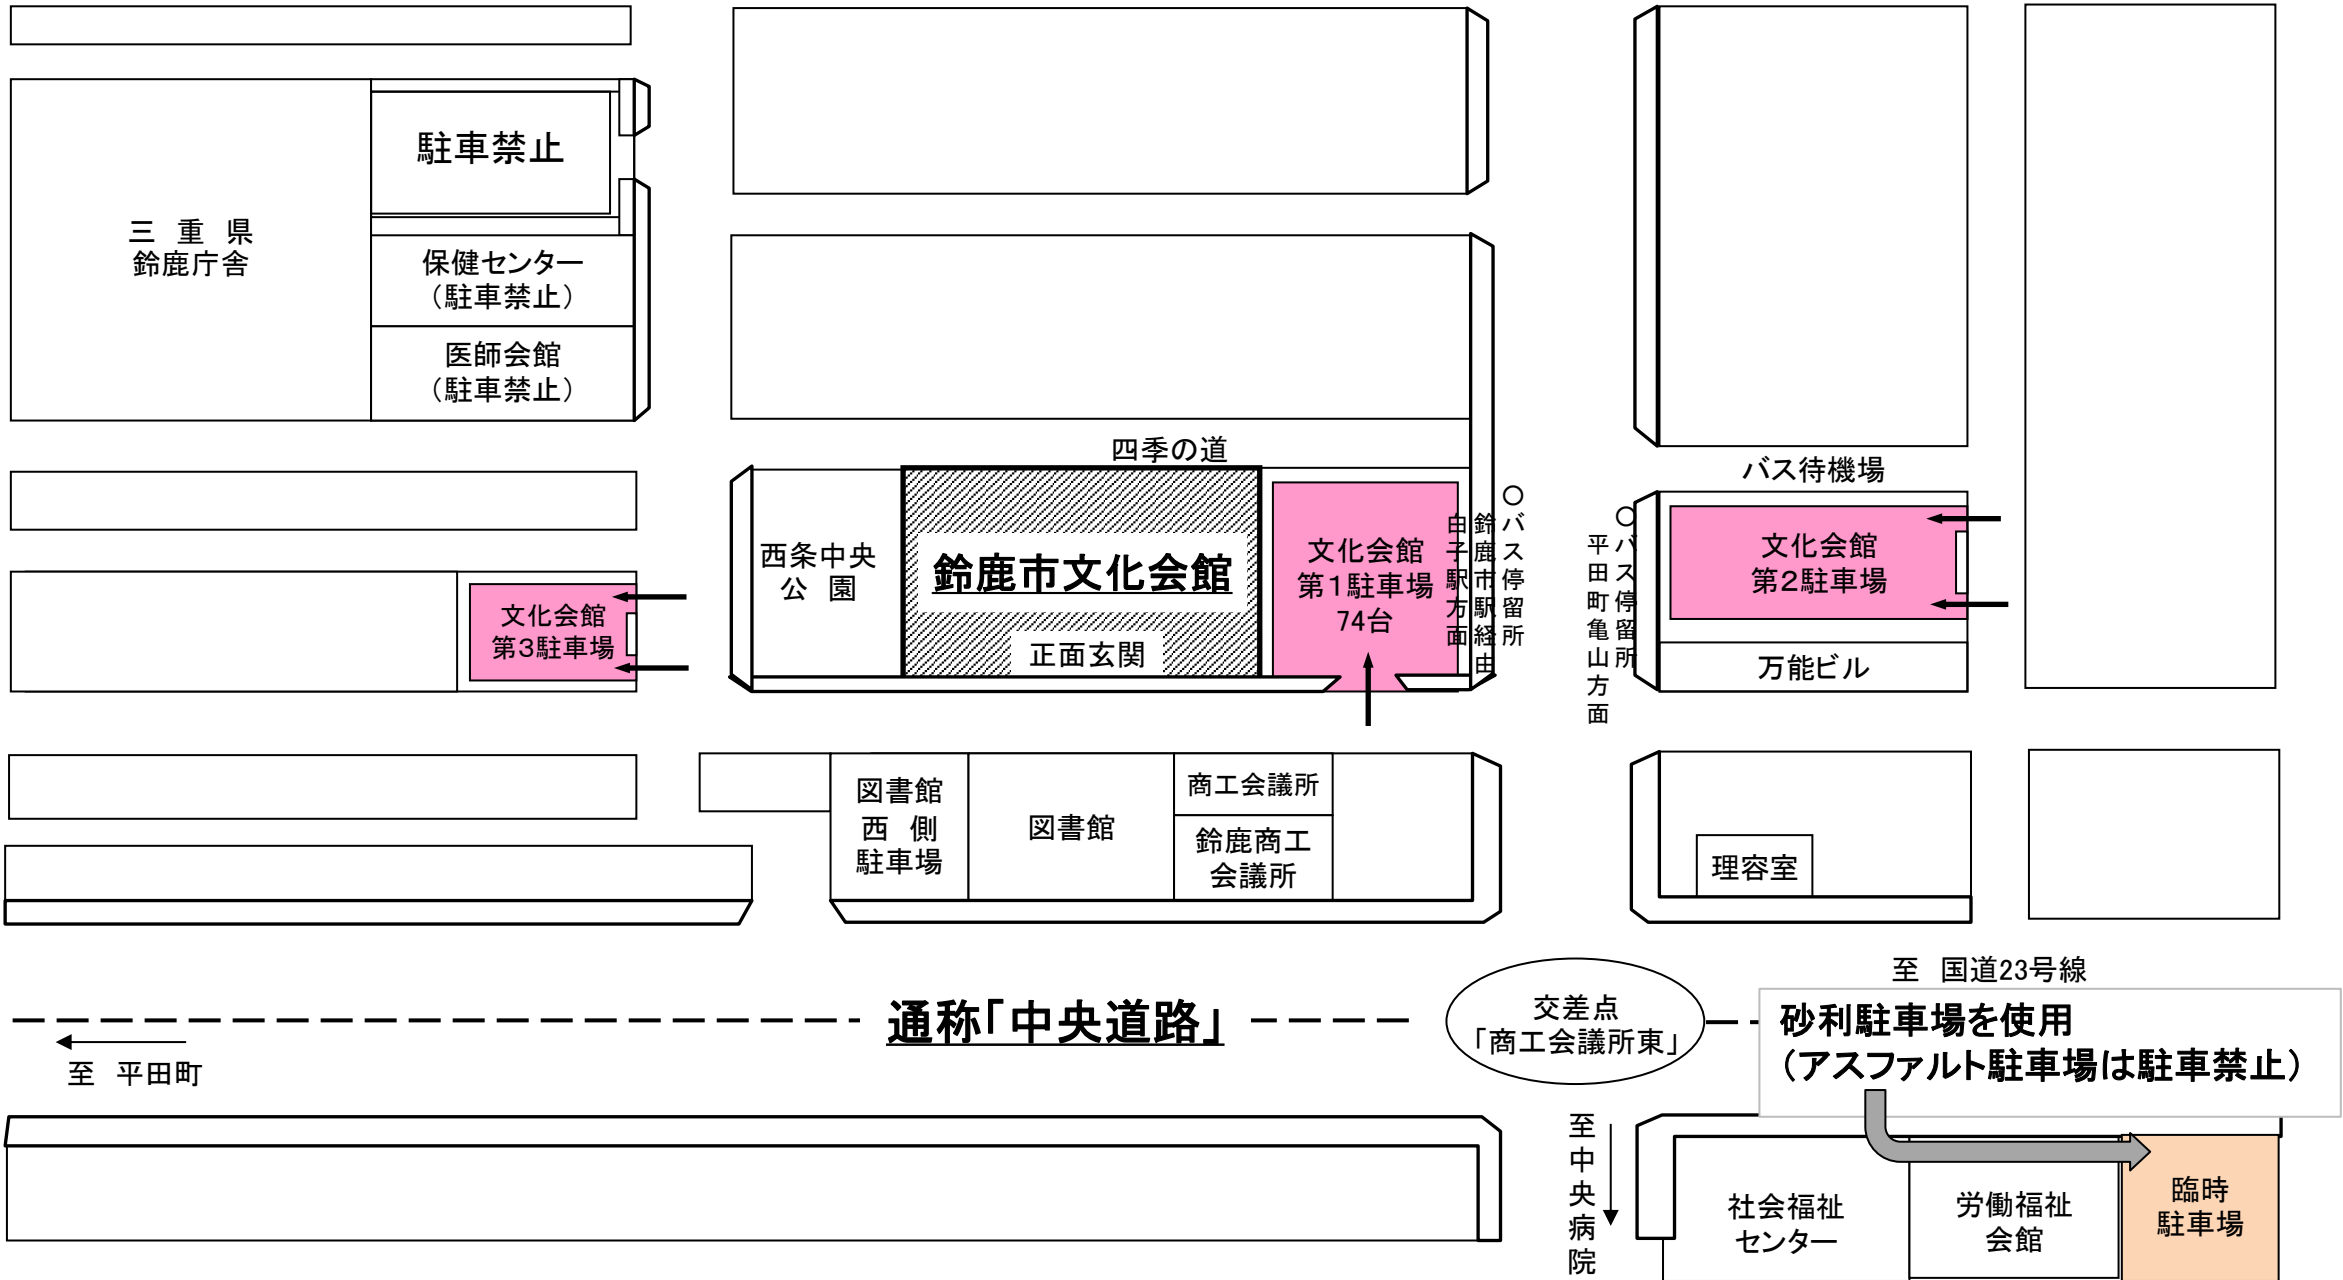 駐車禁止
三 重 県
鈴鹿庁舎
保健センター
（駐車禁止）
医師会館
（駐車禁止）
四季の道
バス待機場
西条中央
公 園
鈴鹿市文化会館
正面玄関
文化会館
第１駐車場
74台
〇バス停留所
鈴鹿市駅経由
白子駅方面
〇バス停留所
平田町亀山方面
文化会館
第２駐車場
万能ビル
文化会館
第３駐車場
図書館
西 側
駐車場
図書館
商工会議所
鈴鹿商工
会議所
理容室
至 国道23号線
通称「中央道路」
交差点
「商工会議所東」
砂利駐車場を使用
（アスファルト駐車場は駐車禁止）
至 平田町
至中央病院
社会福祉
センター
労働福祉
会館
臨時
駐車場